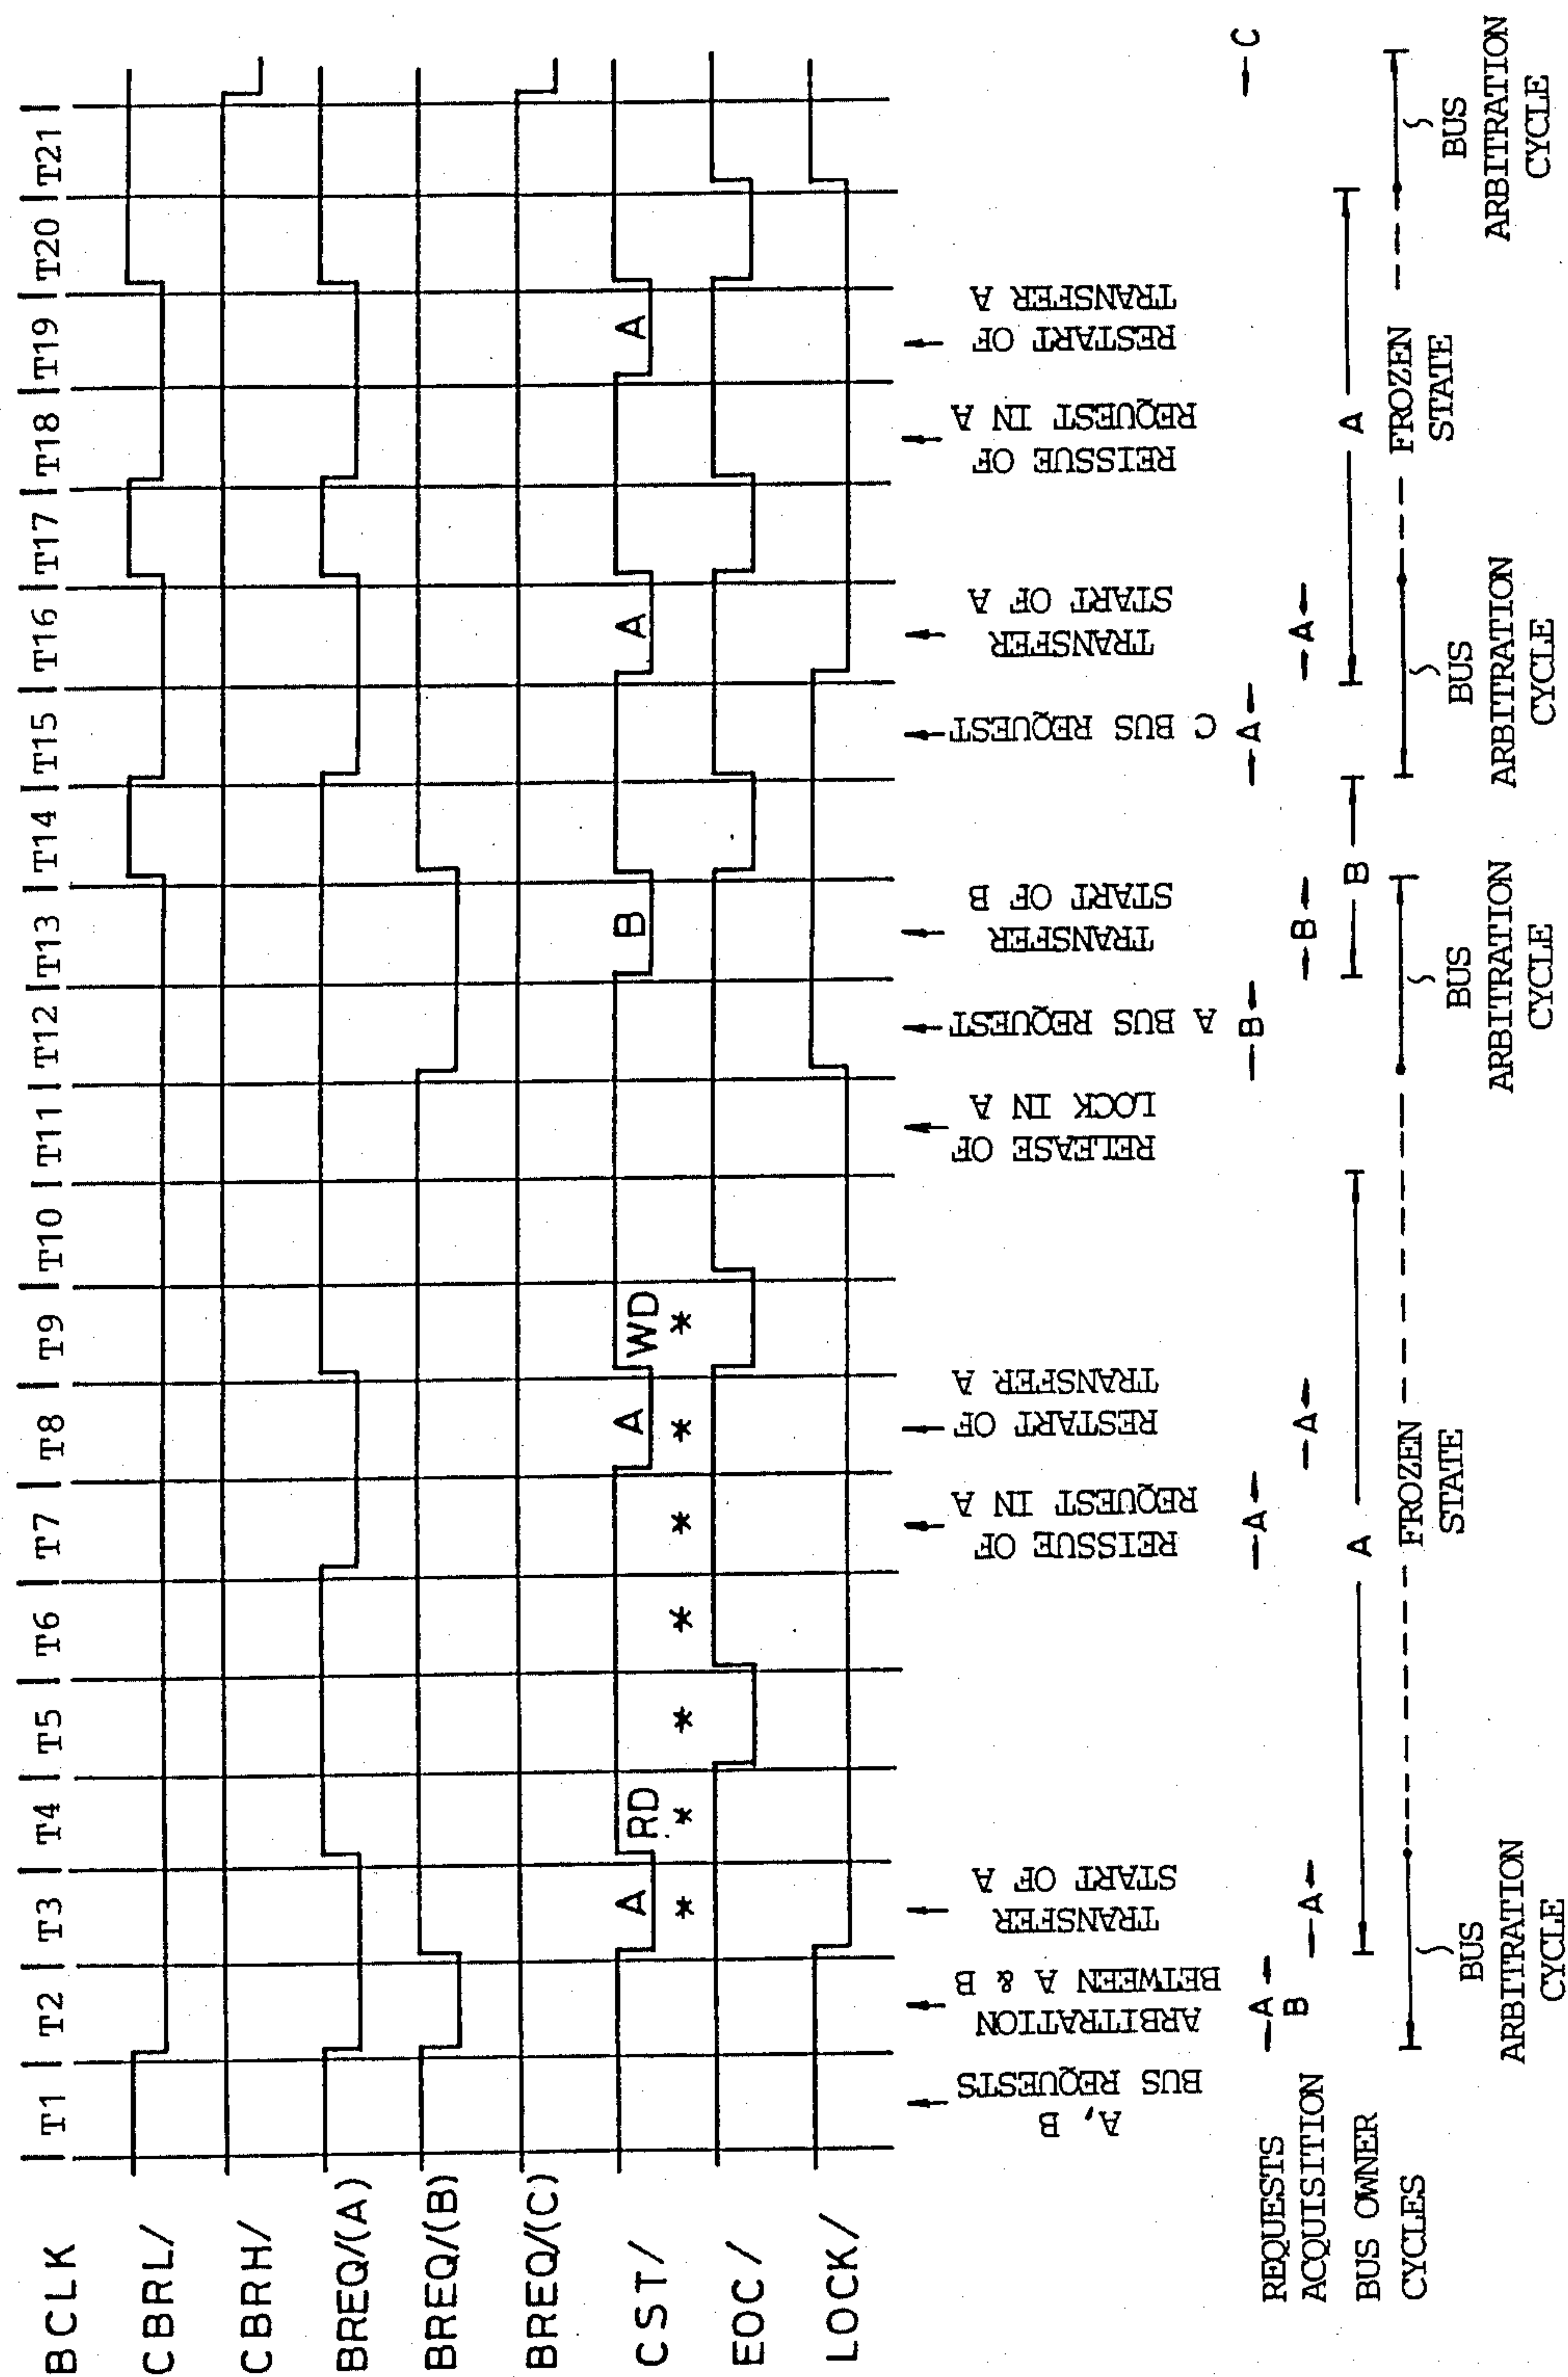 BCLK | T1 | T2 | T3 | T4 | T5 | T6 | T7 | T8 | T9 | T10 | T11 | T12 | T13 | T14 | T15 | T16 | T17 | T18 | T19 | T20 | T21 |
CBRL/
CBRH/
BREQ/(A)
BREQ/(B)
BREQ/(C)
CST/ A RD WD A B A A
* * * * * * *
EOC/
LOCK/
A, B
BUS REQUESTS
ARBITRATION
BETWEEN A & B
TRANSFER
START OF A
REISSUE OF
REQUEST IN A
RESTART OF
TRANSFER A
RELEASE OF
LOCK IN A
A BUS REQUEST
TRANSFER
START OF B
C BUS REQUEST
TRANSFER
START OF A
REISSUE OF
REQUEST IN A
RESTART OF
TRANSFER A
REQUESTS A A B A C
B
ACQUISITION A A B A
BUS OWNER A B A
CYCLES
BUS
ARBITRATION
CYCLE
FROZEN
STATE
BUS
ARBITRATION
CYCLE
BUS
ARBITRATION
CYCLE
FROZEN
STATE
BUS
ARBITRATION
CYCLE